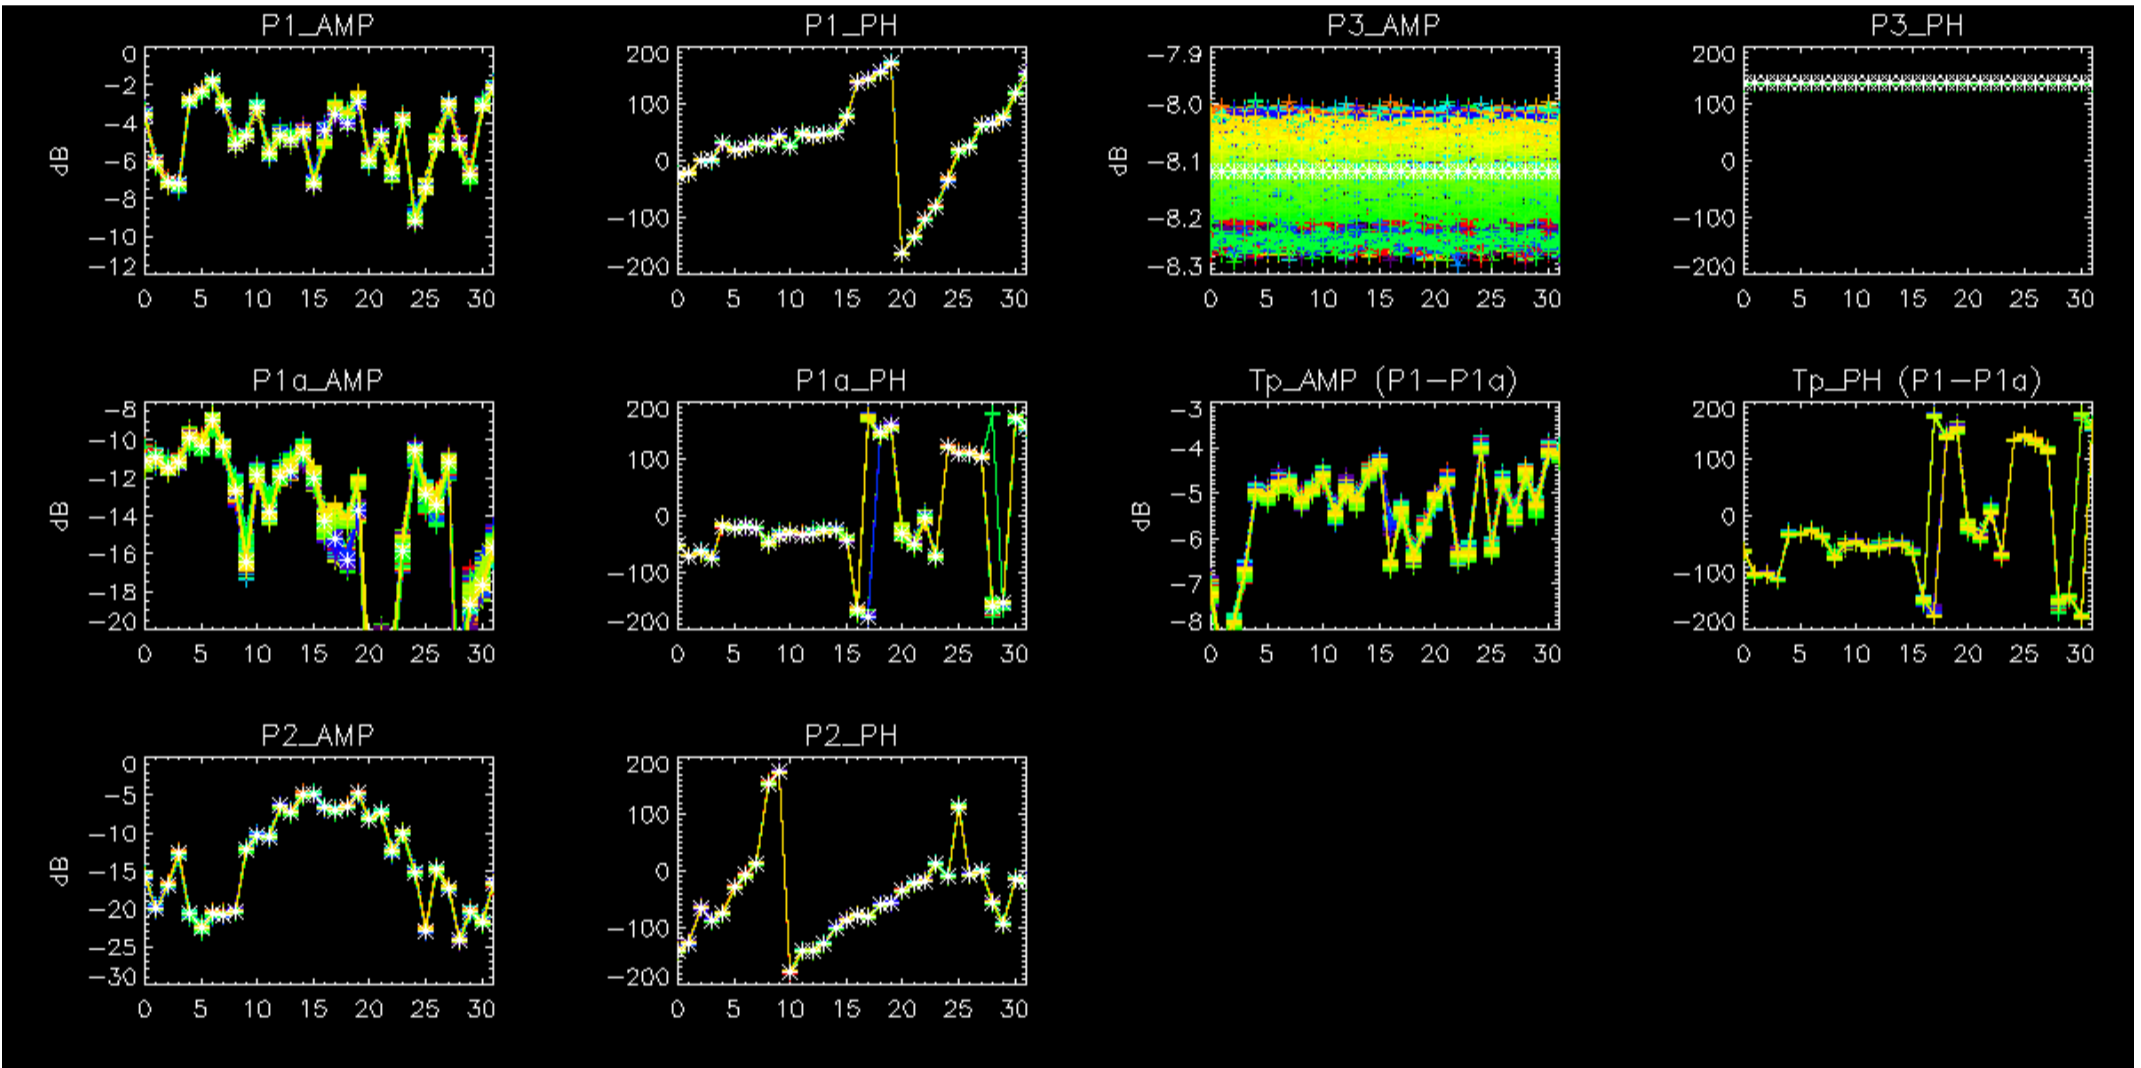 P1_AMP
P1_PH
P3_AMP
P3_PH
0
−2
−4
−6
−8
−10
−12
dB
0 5 10 15 20 25 30
200
100
0
−100
−200
0 5 10 15 20 25 30
−7.9
−8.0
−8.1
−8.2
−8.3
dB
0 5 10 15 20 25 30
200
100
0
−100
−200
0 5 10 15 20 25 30
P1a_AMP
P1a_PH
Tp_AMP (P1−P1a)
Tp_PH (P1−P1a)
−8
−10
−12
−14
−16
−18
−20
dB
0 5 10 15 20 25 30
200
100
0
−100
−200
0 5 10 15 20 25 30
−3
−4
−5
−6
−7
−8
dB
0 5 10 15 20 25 30
200
100
0
−100
−200
0 5 10 15 20 25 30
P2_AMP
P2_PH
0
−5
−10
−15
−20
−25
−30
dB
0 5 10 15 20 25 30
200
100
0
−100
−200
0 5 10 15 20 25 30